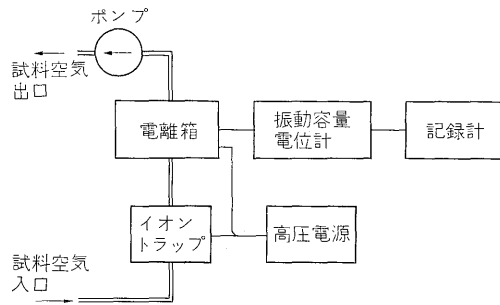 ポンプ
試料空気
出口
電離箱
振動容量
電位計
記録計
イオン
トラップ
高圧電源
試料空気
入口